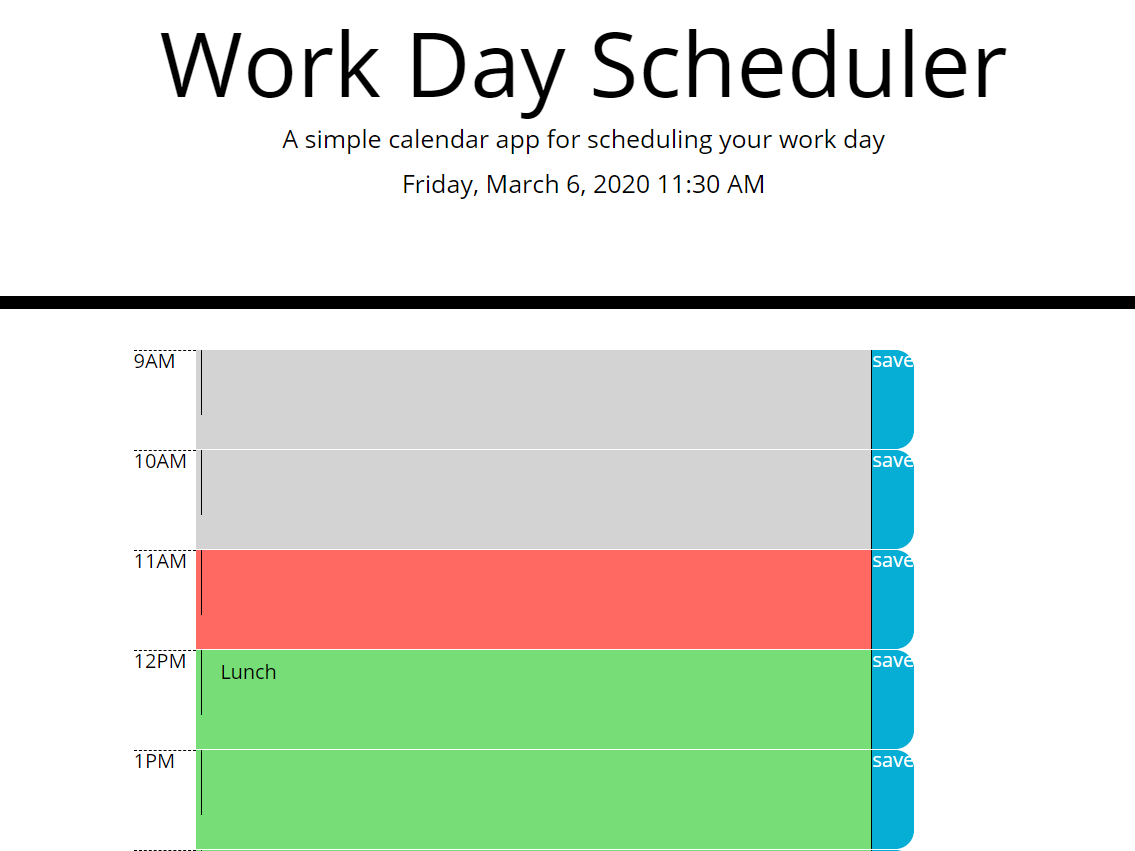 Work Day Scheduler
A simple calendar app for scheduling your work day
Friday, March 6, 2020 11:30 AM
9AM save
10AM save
11AM save
12PM Lunch save
1PM save